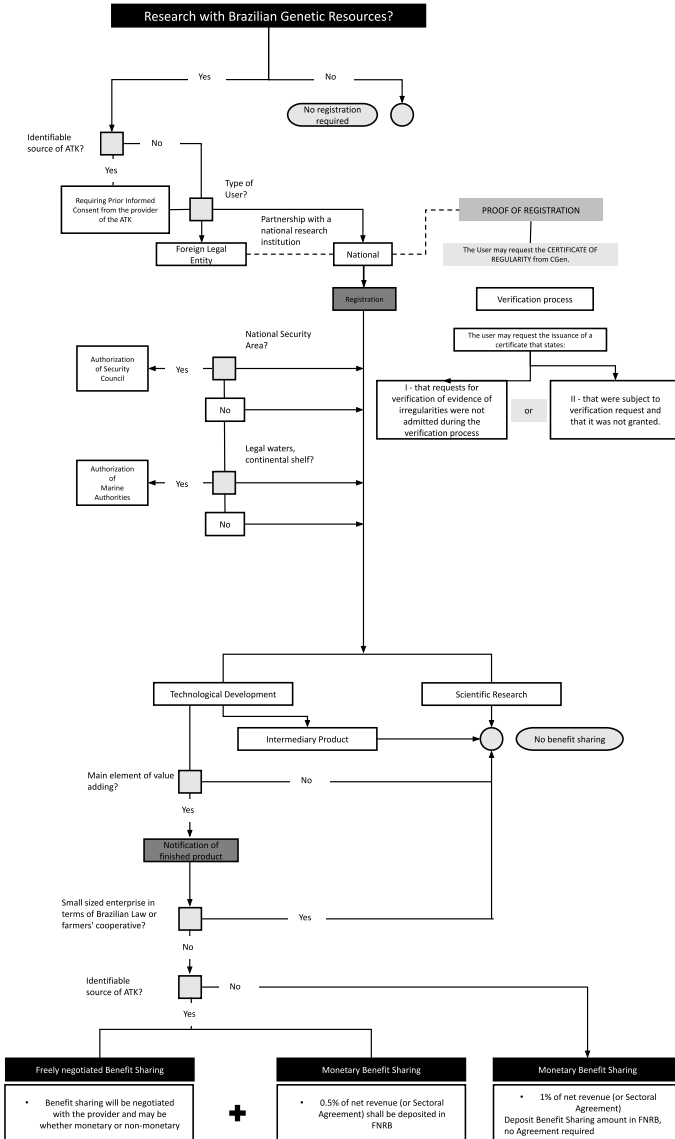 Research with Brazilian Genetic Resources?
Yes
No
No registration
required
Identifiable
source of ATK?
No
Yes
Requiring Prior Informed
Consent from the provider
of the ATK
Type of
User?
Partnership with a
national research
institution
Foreign Legal
Entity
National
PROOF OF REGISTRATION
The User may request the CERTIFICATE OF
REGULARITY from CGen.
Registration
Verification process
The user may request the issuance of a
certificate that states:
I - that requests for
verification of evidence of
irregularities were not
admitted during the
verification process
or
II - that were subject to
verification request and
that it was not granted.
National Security
Area?
Authorization
of Security
Council
Yes
No
Legal waters,
continental shelf?
Authorization
of
Marine
Authorities
Yes
No
Technological Development
Scientific Research
Intermediary Product
No benefit sharing
Main element of value
adding?
No
Yes
Notification of
finished product
Small sized enterprise in
terms of Brazilian Law or
farmers' cooperative?
Yes
No
Identifiable
source of ATK?
No
Yes
Freely negotiated Benefit Sharing
• Benefit sharing will be negotiated
with the provider and may be
whether monetary or non-monetary
Monetary Benefit Sharing
• 0.5% of net revenue (or Sectoral
Agreement) shall be deposited in
FNRB
Monetary Benefit Sharing
• 1% of net revenue (or Sectoral
Agreement)
Deposit Benefit Sharing amount in FNRB,
no Agreement required